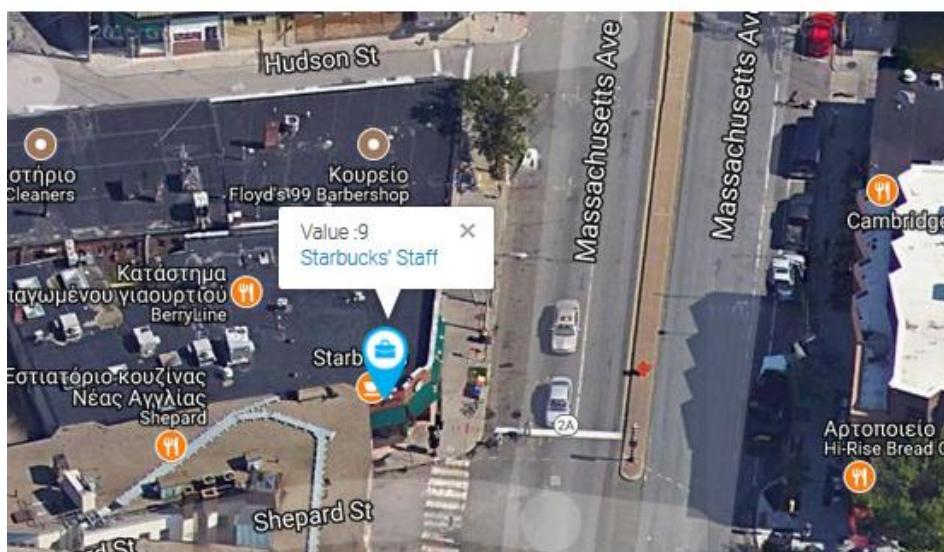 Hudson St
Massachusetts Ave
Massachusetts Ave
στήριο
Cleaners
Κουρείο
Floyd's 99 Barbershop
Cambridge
Value :9
Starbucks' Staff
Κατάστημα
παγωμένου γιαουρτιού
BerryLine
Starb
Εστιατόριο κουζίνας
Νέας Αγγλίας
Shepard
2A
Αρτοποιείο
Hi-Rise Bread C
Shepard St
rd St